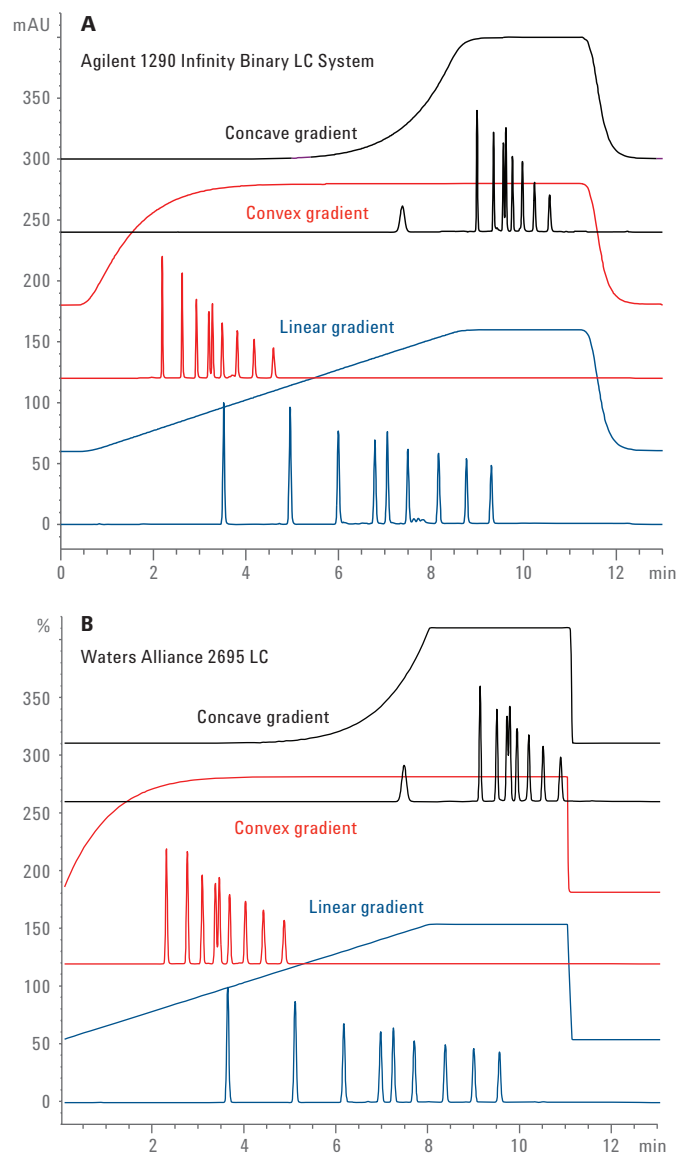 A
mAU
Agilent 1290 Infinity Binary LC System
350
Concave gradient
300
250
Convex gradient
200
150
Linear gradient
100
50
0
0 2 4 6 8 10 12 min
B
%
Waters Alliance 2695 LC
350
Concave gradient
300
250
Convex gradient
200
Linear gradient
150
100
50
0
2 4 6 8 10 12 min